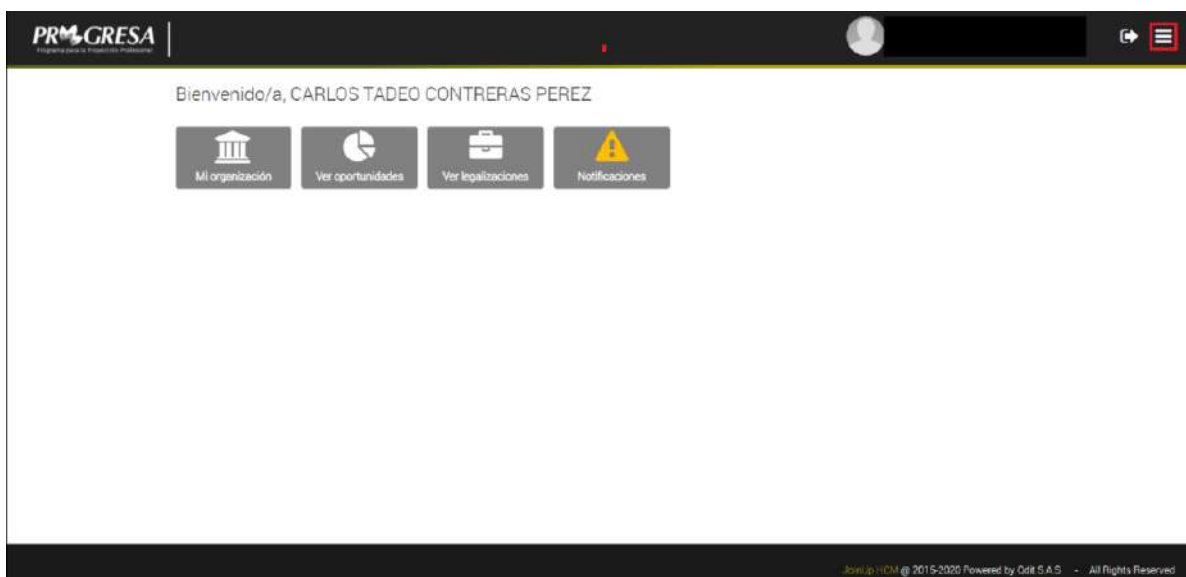 PROGRESA
Programa para la Proyección Profesional
Bienvenido/a, CARLOS TADEO CONTRERAS PEREZ
Mi organización
Ver oportunidades
Ver legalizaciones
Notificaciones
JoinUp HCM @ 2015-2020 Powered by Qdit S.A.S - All Rights Reserved